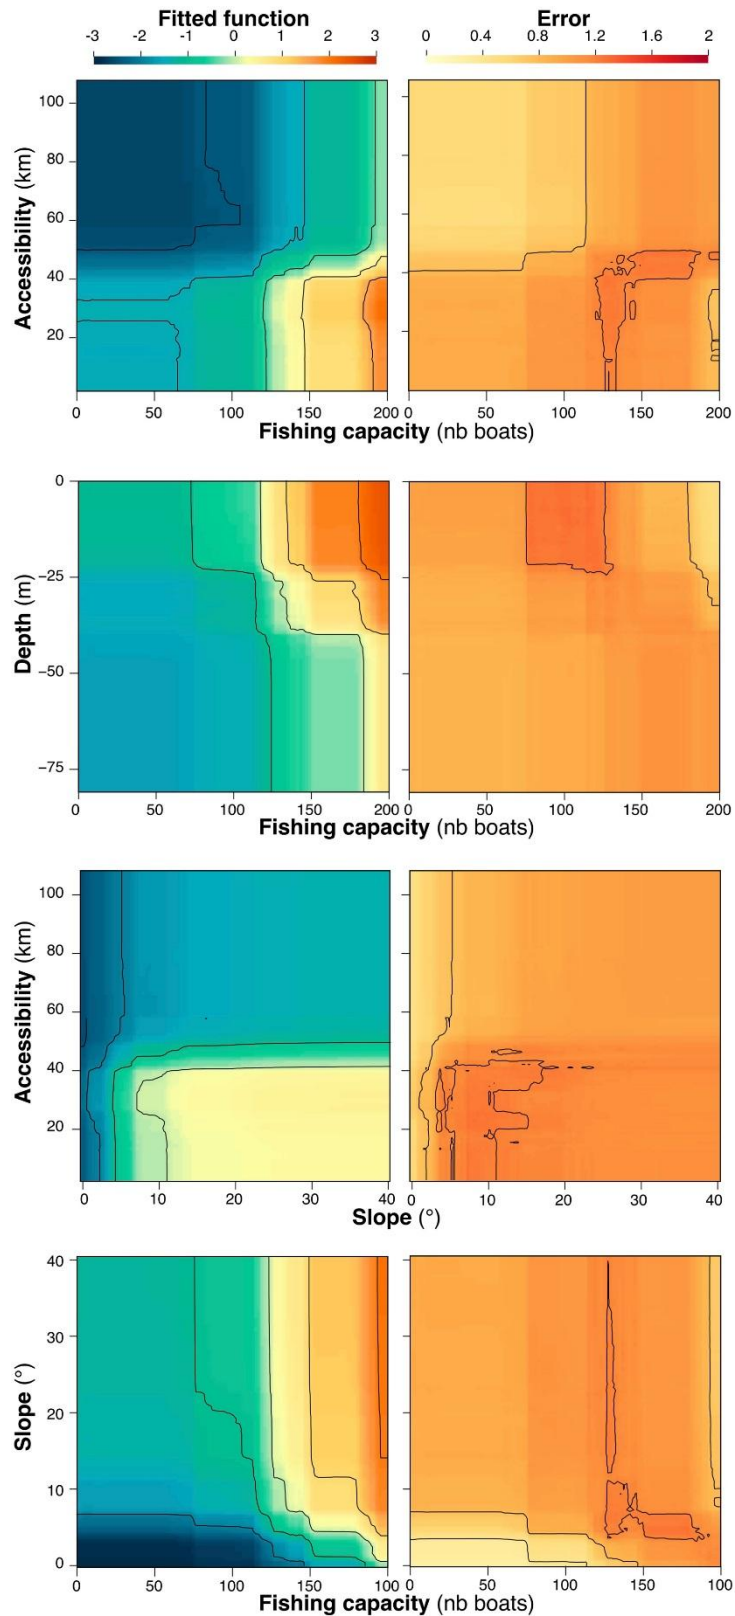 Fitted function Error
-3 -2 -1 0 1 2 3 0 0.4 0.8 1.2 1.6 2
100
80
60
40
20
Accessibility (km)
0 50 100 150 200 0 50 100 150 200
Fishing capacity (nb boats)
0
−25
−50
−75
Depth (m)
0 50 100 150 200 0 50 100 150 200
Fishing capacity (nb boats)
100
80
60
40
20
Accessibility (km)
0 10 20 30 40 0 10 20 30 40
Slope (°)
40
30
20
10
0
Slope (°)
0 50 100 150 100 0 50 100 150 100
Fishing capacity (nb boats)